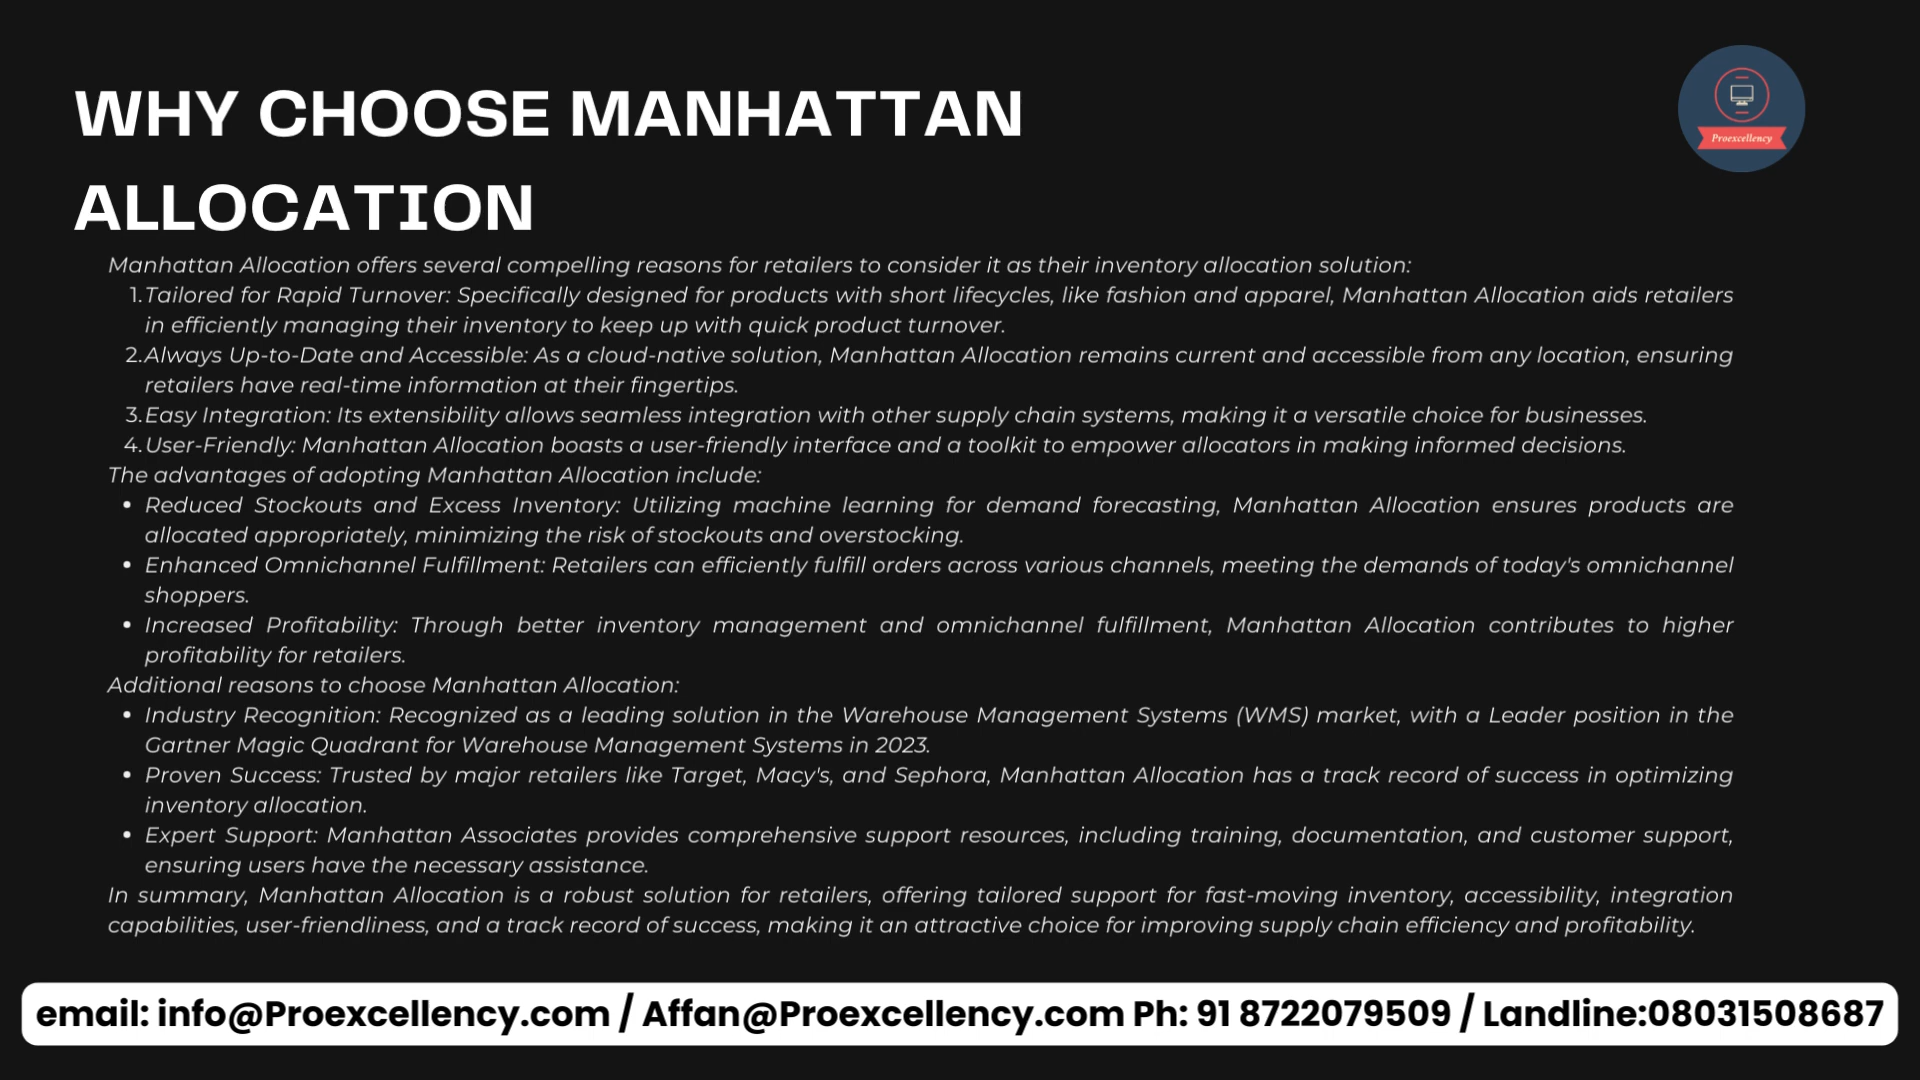 WHY CHOOSE MANHATTAN
ALLOCATION
Proexcellency
Manhattan Allocation offers several compelling reasons for retailers to consider it as their inventory allocation solution:
1. Tailored for Rapid Turnover: Specifically designed for products with short lifecycles, like fashion and apparel, Manhattan Allocation aids retailers
in efficiently managing their inventory to keep up with quick product turnover.
2. Always Up-to-Date and Accessible: As a cloud-native solution, Manhattan Allocation remains current and accessible from any location, ensuring
retailers have real-time information at their fingertips.
3. Easy Integration: Its extensibility allows seamless integration with other supply chain systems, making it a versatile choice for businesses.
4. User-Friendly: Manhattan Allocation boasts a user-friendly interface and a toolkit to empower allocators in making informed decisions.
The advantages of adopting Manhattan Allocation include:
• Reduced Stockouts and Excess Inventory: Utilizing machine learning for demand forecasting, Manhattan Allocation ensures products are
allocated appropriately, minimizing the risk of stockouts and overstocking.
• Enhanced Omnichannel Fulfillment: Retailers can efficiently fulfill orders across various channels, meeting the demands of today's omnichannel
shoppers.
• Increased Profitability: Through better inventory management and omnichannel fulfillment, Manhattan Allocation contributes to higher
profitability for retailers.
Additional reasons to choose Manhattan Allocation:
• Industry Recognition: Recognized as a leading solution in the Warehouse Management Systems (WMS) market, with a Leader position in the
Gartner Magic Quadrant for Warehouse Management Systems in 2023.
• Proven Success: Trusted by major retailers like Target, Macy's, and Sephora, Manhattan Allocation has a track record of success in optimizing
inventory allocation.
• Expert Support: Manhattan Associates provides comprehensive support resources, including training, documentation, and customer support,
ensuring users have the necessary assistance.
In summary, Manhattan Allocation is a robust solution for retailers, offering tailored support for fast-moving inventory, accessibility, integration
capabilities, user-friendliness, and a track record of success, making it an attractive choice for improving supply chain efficiency and profitability.
email: info@Proexcellency.com / Affan@Proexcellency.com Ph: 91 8722079509 / Landline:08031508687